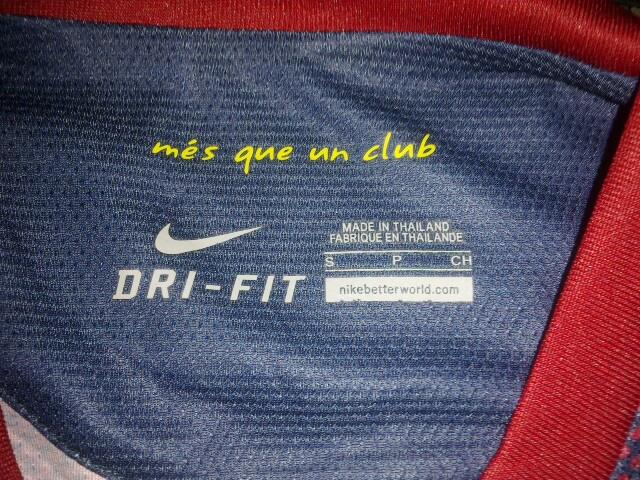 més que un club
DRI-FIT
MADE IN THAILAND
FABRIQUE EN THAILANDE
S P CH
nikebetterworld.com